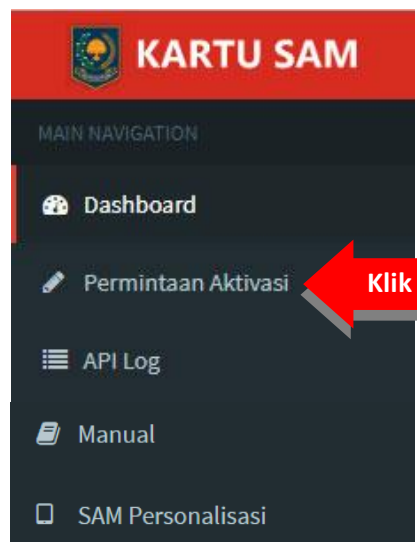 KARTU SAM
MAIN NAVIGATION
Dashboard
Permintaan Aktivasi
Klik
API Log
Manual
SAM Personalisasi